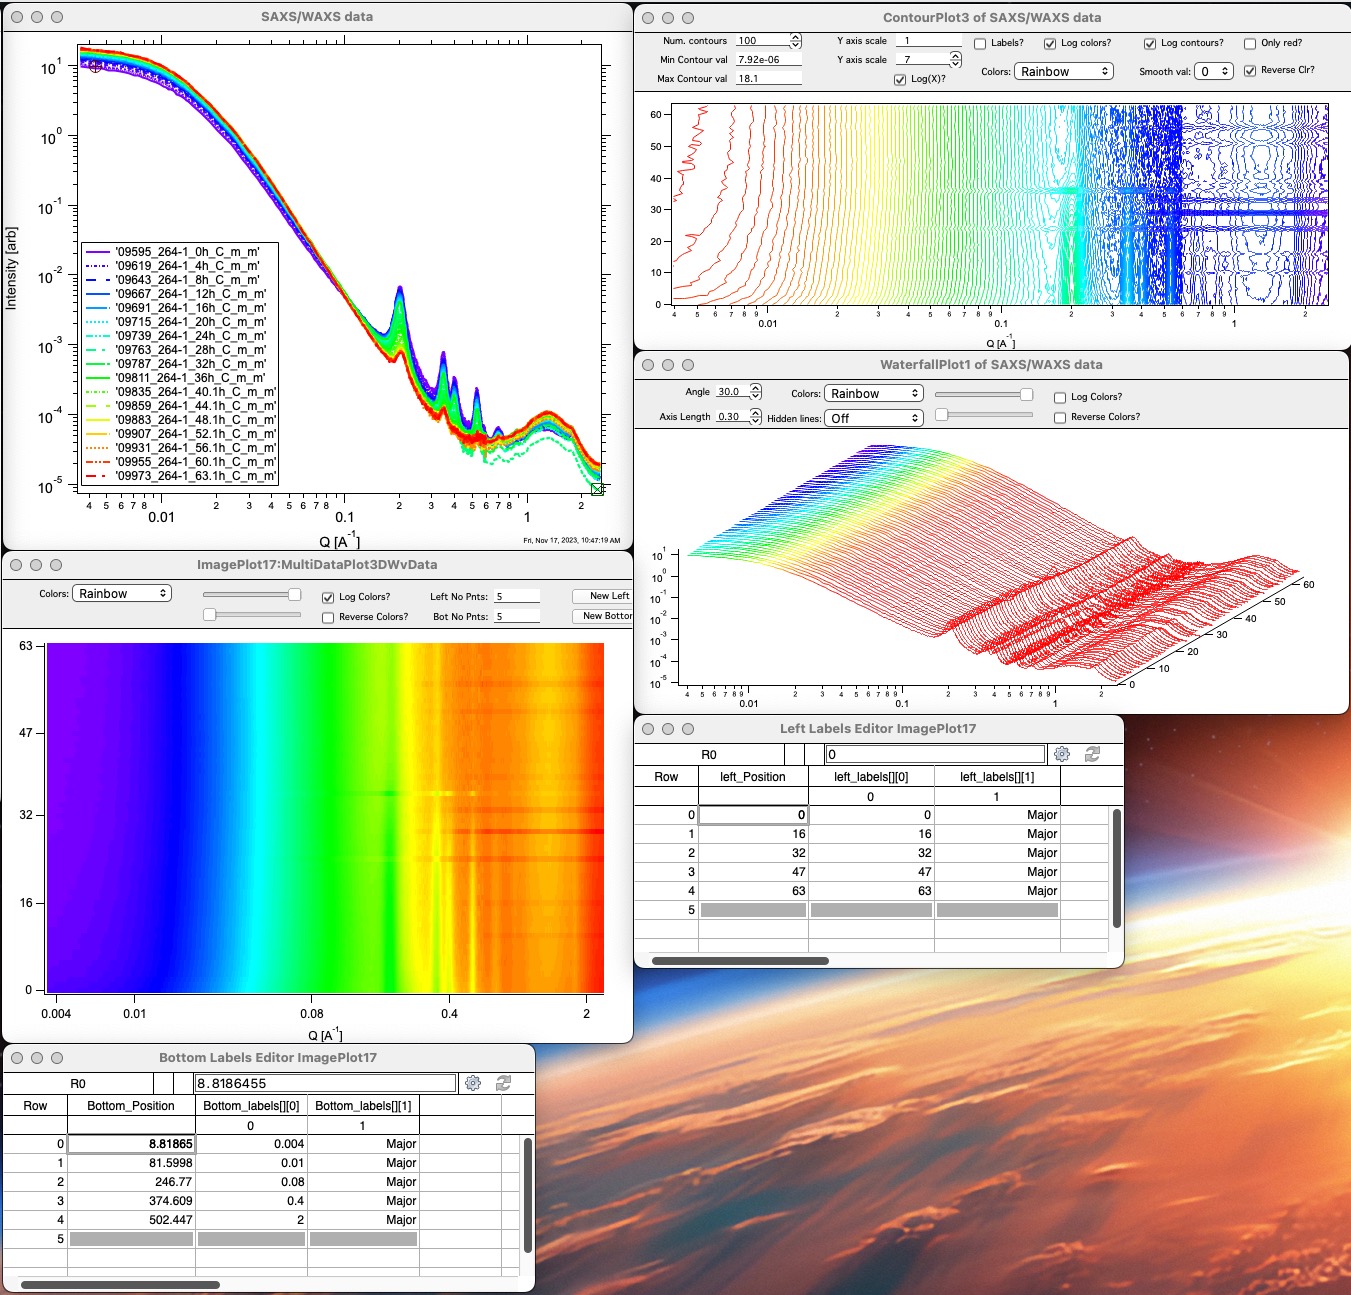 SAXS/WAXS data
Intensity [arb]
10^1
10^0
10^-1
10^-2
10^-3
10^-4
10^-5
'09595_264-1_0h_C_m_m'
'09619_264-1_4h_C_m_m'
'09643_264-1_8h_C_m_m'
'09667_264-1_12h_C_m_m'
'09691_264-1_16h_C_m_m'
'09715_264-1_20h_C_m_m'
'09739_264-1_24h_C_m_m'
'09763_264-1_28h_C_m_m'
'09787_264-1_32h_C_m_m'
'09811_264-1_36h_C_m_m'
'09835_264-1_40.1h_C_m_m'
'09859_264-1_44.1h_C_m_m'
'09883_264-1_48.1h_C_m_m'
'09907_264-1_52.1h_C_m_m'
'09931_264-1_56.1h_C_m_m'
'09955_264-1_60.1h_C_m_m'
'09973_264-1_63.1h_C_m_m'
4 5 6 7 8 2 3 4 5 6 7 8 2 3 4 5 6 7 8 2
0.01 0.1 1
Q [A^-1]
Fri, Nov 17, 2023, 10:47:19 AM
ContourPlot3 of SAXS/WAXS data
Num. contours 100 Y axis scale 1 Labels? Log colors? Log contours? Only red?
Min Contour val 7.92e-06 Y axis scale 7
Max Contour val 18.1 Log(X)? Colors: Rainbow Smooth val: 0 Reverse Clr?
60
50
40
30
20
10
0
4 5 6 7 8 9 2 3 4 5 6 7 8 9 2 3 4 5 6 7 8 9 2
0.01 0.1 1
Q [A^-1]
WaterfallPlot1 of SAXS/WAXS data
Angle 30.0 Colors: Rainbow Log Colors?
Axis Length 0.30 Hidden lines: Off Reverse Colors?
10^1
10^0
10^-1
10^-2
10^-3
10^-4
10^-5
60
50
40
30
20
10
0
4 5 6 7 8 9 2 3 4 5 6 7 8 9 2 3 4 5 6 7 8 9 2
0.01 0.1 1
ImagePlot17:MultiDataPlot3DWvData
Colors: Rainbow Log Colors? Left No Pnts: 5 New Left
Reverse Colors? Bot No Pnts: 5 New Bottor
63
47
32
16
0
0.004 0.01 0.08 0.4 2
Q [A^-1]
Left Labels Editor ImagePlot17
R0 0
Row left_Position left_labels[][0] left_labels[][1]
0 1
0 0 0 Major
1 16 16 Major
2 32 32 Major
3 47 47 Major
4 63 63 Major
5
Bottom Labels Editor ImagePlot17
R0 8.8186455
Row Bottom_Position Bottom_labels[][0] Bottom_labels[][1]
0 1
0 8.81865 0.004 Major
1 81.5998 0.01 Major
2 246.77 0.08 Major
3 374.609 0.4 Major
4 502.447 2 Major
5